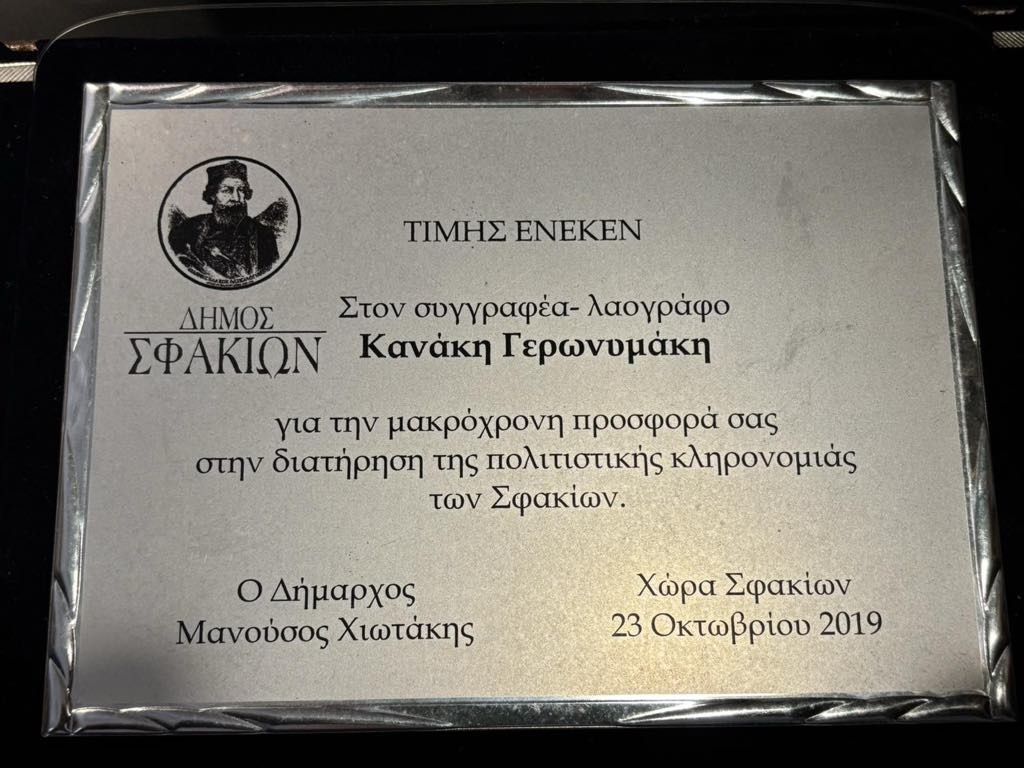 ΤΙΜΗΣ ΕΝΕΚΕΝ
ΔΗΜΟΣ
ΣΦΑΚΙΩΝ
Στον συγγραφέα- λαογράφο
Κανάκη Γερωνυμάκη
για την μακρόχρονη προσφορά σας
στην διατήρηση της πολιτιστικής κληρονομιάς
των Σφακίων.
Ο Δήμαρχος
Μανούσος Χιωτάκης
Χώρα Σφακίων
23 Οκτωβρίου 2019